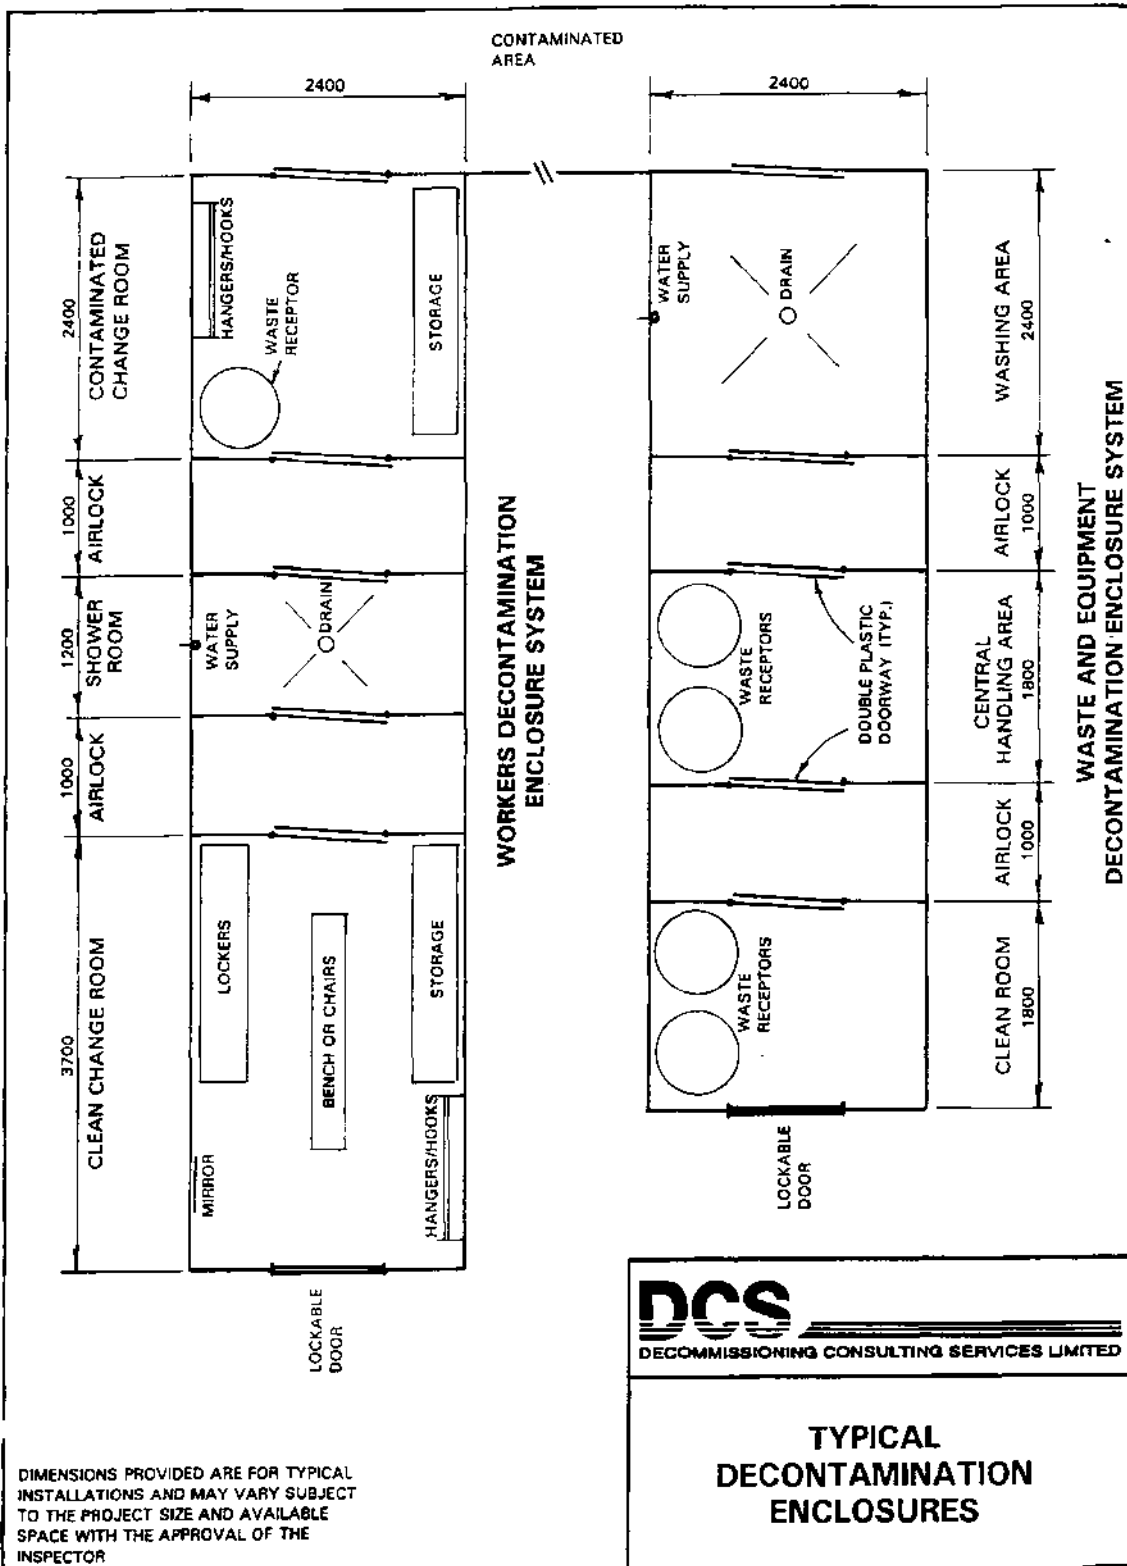 CONTAMINATED
AREA
2400
2400
2400
CONTAMINATED
CHANGE ROOM
HANGERS/HOOKS
WASTE
RECEPTOR
STORAGE
1000
AIRLOCK
1200
SHOWER
ROOM
WATER
SUPPLY
DRAIN
1000
AIRLOCK
3700
CLEAN CHANGE ROOM
LOCKERS
BENCH OR CHAIRS
STORAGE
MIRROR
HANGERS/HOOKS
LOCKABLE
DOOR
WORKERS DECONTAMINATION
ENCLOSURE SYSTEM
WATER
SUPPLY
DRAIN
WASHING AREA
2400
AIRLOCK
1000
WASTE
RECEPTORS
DOUBLE PLASTIC
DOORWAY (TYP.)
CENTRAL
HANDLING AREA
1800
AIRLOCK
1000
WASTE
RECEPTORS
CLEAN ROOM
1800
LOCKABLE
DOOR
WASTE AND EQUIPMENT
DECONTAMINATION ENCLOSURE SYSTEM
DCS
DECOMMISSIONING CONSULTING SERVICES LIMITED
TYPICAL
DECONTAMINATION
ENCLOSURES
DIMENSIONS PROVIDED ARE FOR TYPICAL
INSTALLATIONS AND MAY VARY SUBJECT
TO THE PROJECT SIZE AND AVAILABLE
SPACE WITH THE APPROVAL OF THE
INSPECTOR